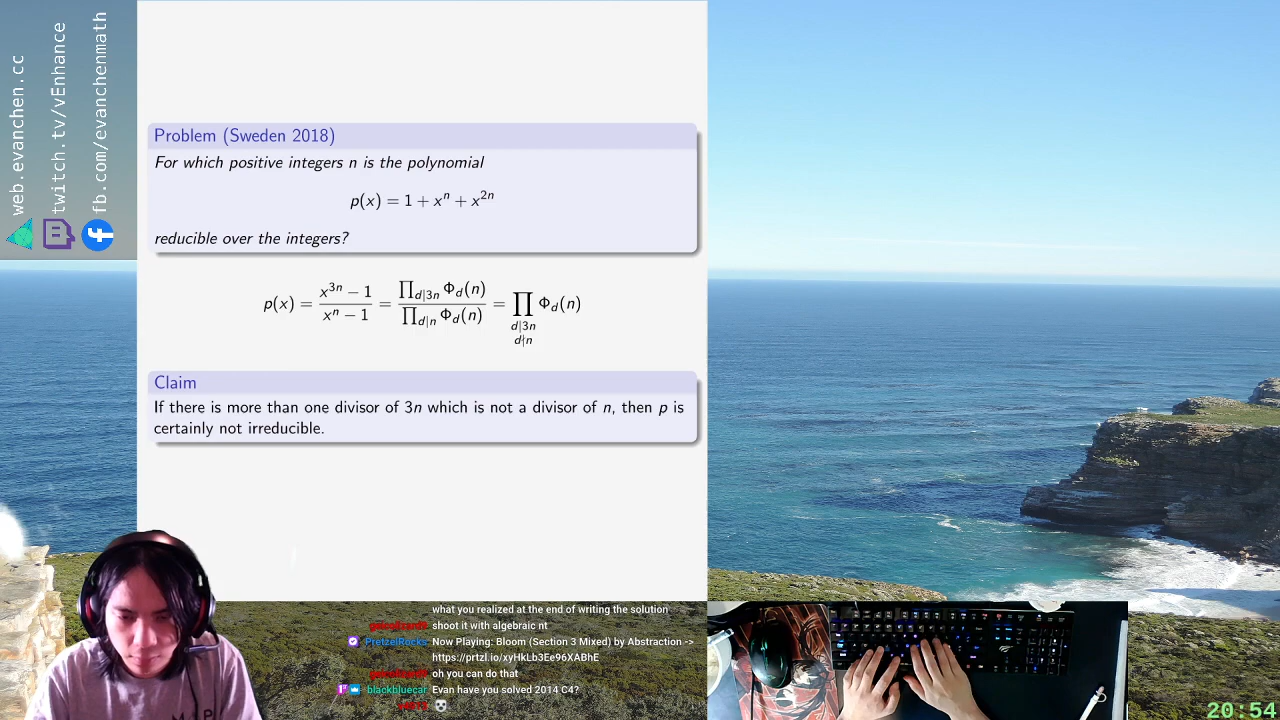 web.evanchen.cc
twitch.tv/vEnhance
fb.com/evanchenmath
Problem (Sweden 2018)
For which positive integers n is the polynomial
p(x) = 1 + xⁿ + x²ⁿ
reducible over the integers?
p(x) = (x³ⁿ − 1)/(xⁿ − 1) = ∏_{d|3n} Φ_d(n) / ∏_{d|n} Φ_d(n) = ∏_{d|3n, d∤n} Φ_d(n)
Claim
If there is more than one divisor of 3n which is not a divisor of n, then p is
certainly not irreducible.
what you realized at the end of writing the solution
shoot it with algebraic nt
PretzelRocks: Now Playing: Bloom (Section 3 Mixed) by Abstraction ->
https://prtzl.io/xyHkLb3Ee96XABhE
oh you can do that
blackbluecar: Evan have you solved 2014 C4?
20:54